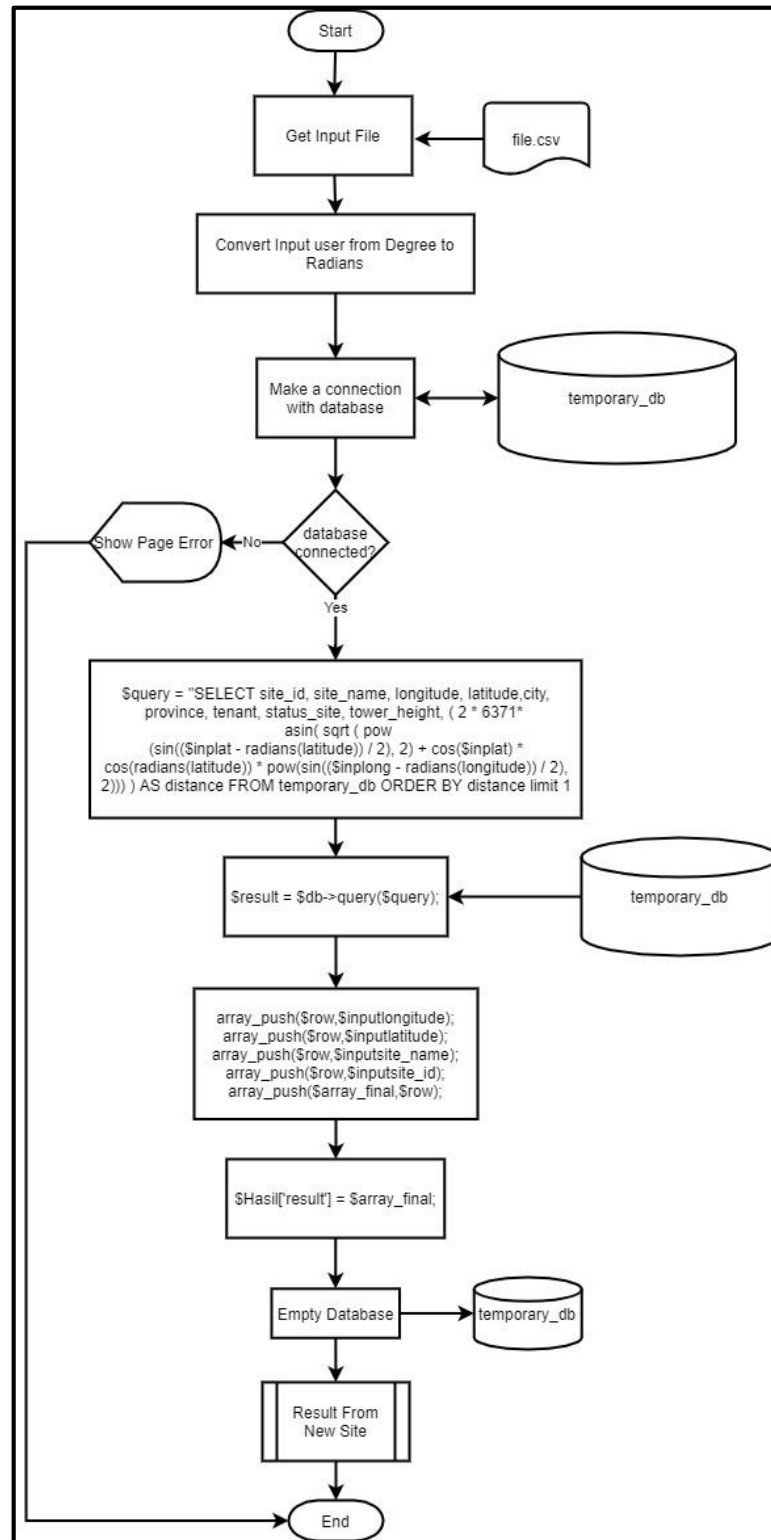 Start
Get Input File
file.csv
Convert Input user from Degree to
Radians
Make a connection
with database
temporary_db
database
connected?
No
Show Page Error
Yes
$query = "SELECT site_id, site_name, longitude, latitude,city,
province, tenant, status_site, tower_height, ( 2 * 6371*
asin( sqrt ( pow
(sin(($inplat - radians(latitude)) / 2), 2) + cos($inplat) *
cos(radians(latitude)) * pow(sin(($inplong - radians(longitude)) / 2),
2))) ) AS distance FROM temporary_db ORDER BY distance limit 1
$result = $db->query($query);
temporary_db
array_push($row,$inputlongitude);
array_push($row,$inputlatitude);
array_push($row,$inputsite_name);
array_push($row,$inputsite_id);
array_push($array_final,$row);
$Hasil['result'] = $array_final;
Empty Database
temporary_db
Result From
New Site
End